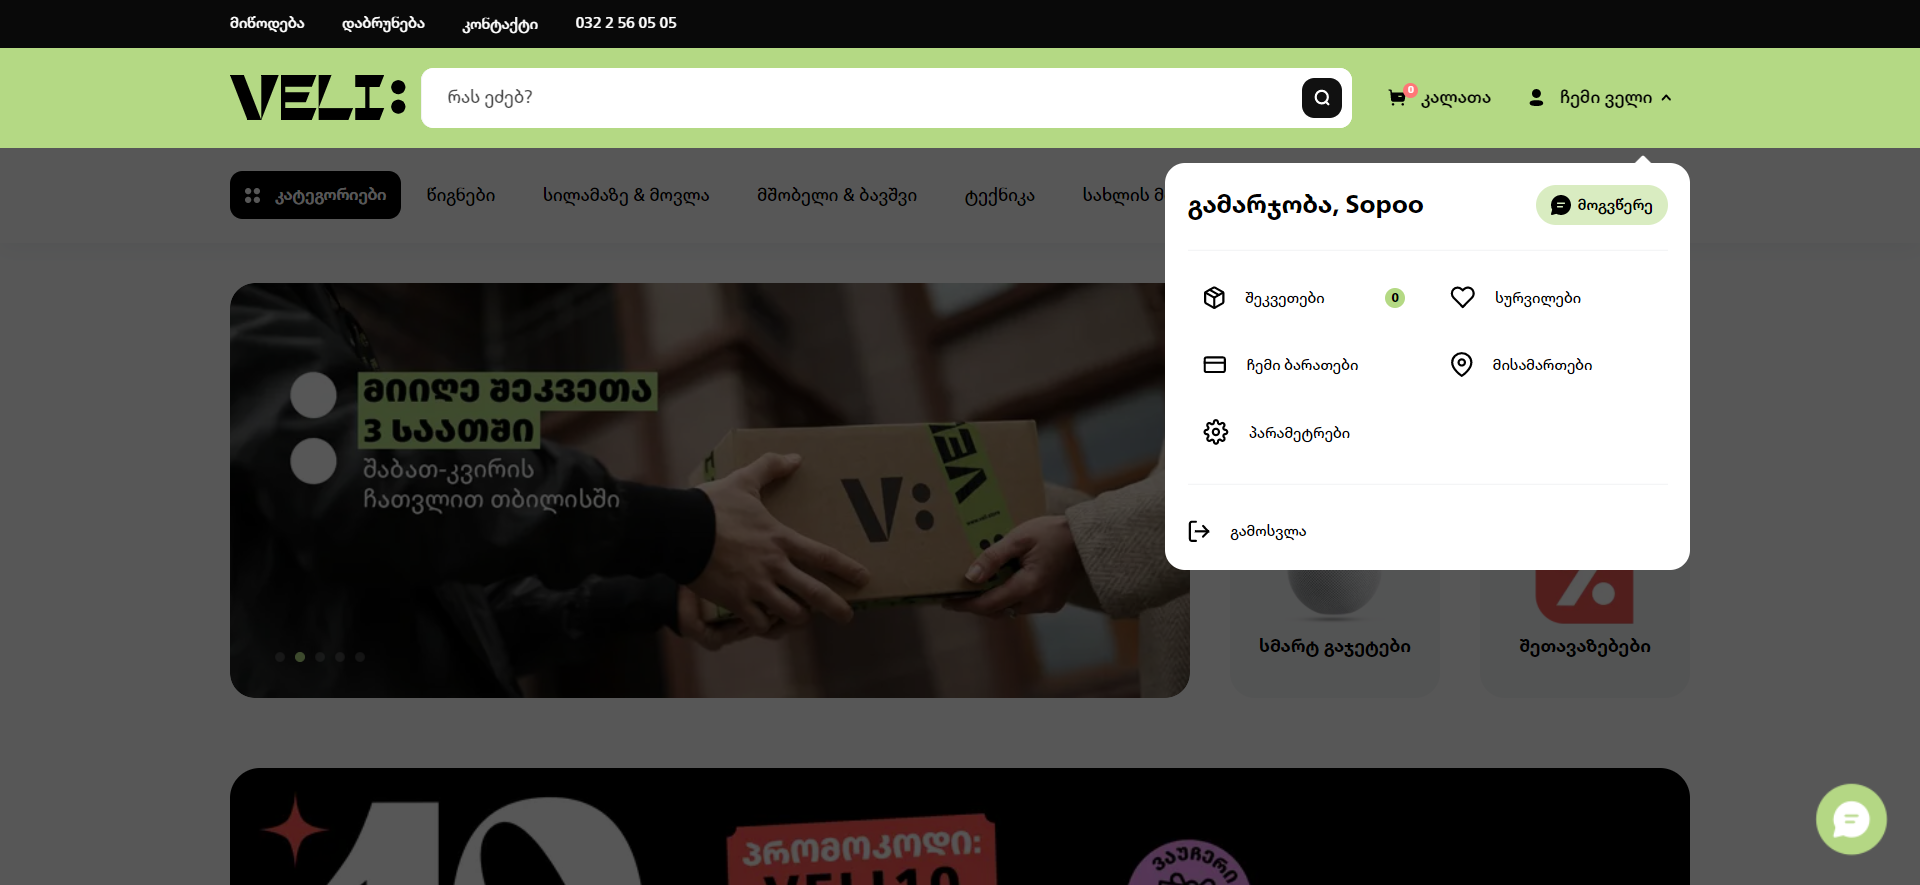 მიწოდება
დაბრუნება
კონტაქტი
032 2 56 05 05
VELI:
რას ეძებ?
0
კალათა
ჩემი ველი
კატეგორიები
წიგნები
სილამაზე & მოვლა
მშობელი & ბავშვი
ტექნიკა
სახლის
გამარჯობა, Sopoo
მოგვწერე
შეკვეთები
0
სურვილები
ჩემი ბარათები
მისამართები
პარამეტრები
გამოსვლა
მიიღე შეკვეთა
3 საათში
შაბათ-კვირის
ჩათვლით თბილისში
V:
სმარტ გაჯეტები
შეთავაზებები
პრომოკოდი:
VELI10
ვაუჩერი